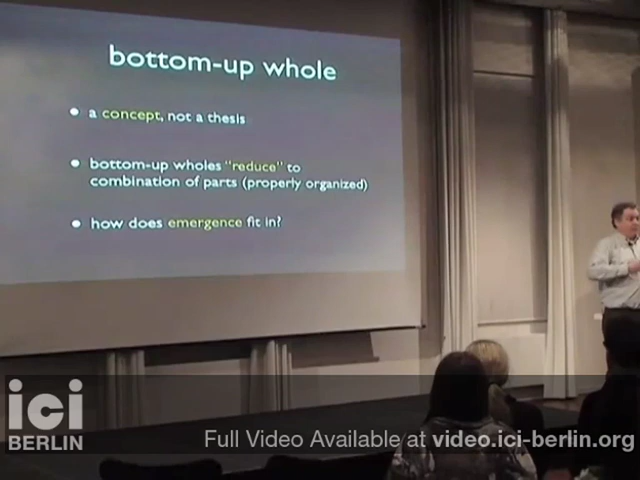 bottom-up whole
• a concept, not a thesis
• bottom-up wholes "reduce" to
combination of parts (properly organized)
• how does emergence fit in?
ici
BERLIN
Full Video Available at video.ici-berlin.org